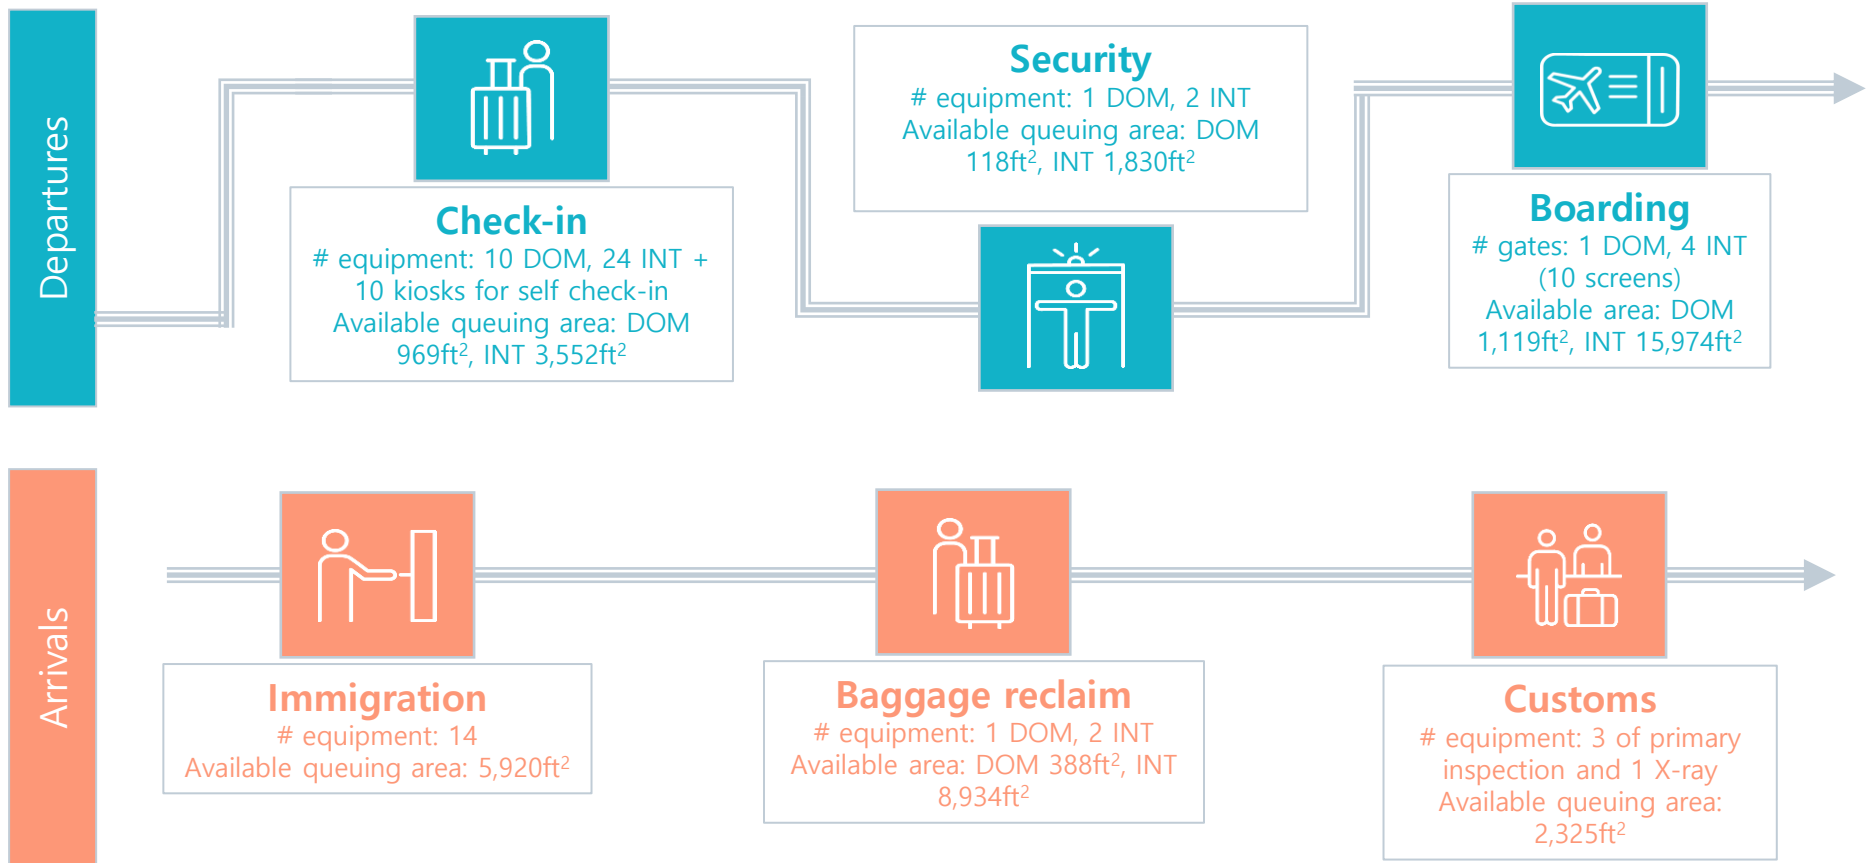 Departures
Check-in
# equipment: 10 DOM, 24 INT +
10 kiosks for self check-in
Available queuing area: DOM
969ft², INT 3,552ft²
Security
# equipment: 1 DOM, 2 INT
Available queuing area: DOM
118ft², INT 1,830ft²
Boarding
# gates: 1 DOM, 4 INT
(10 screens)
Available area: DOM
1,119ft², INT 15,974ft²
Arrivals
Immigration
# equipment: 14
Available queuing area: 5,920ft²
Baggage reclaim
# equipment: 1 DOM, 2 INT
Available area: DOM 388ft², INT
8,934ft²
Customs
# equipment: 3 of primary
inspection and 1 X-ray
Available queuing area:
2,325ft²